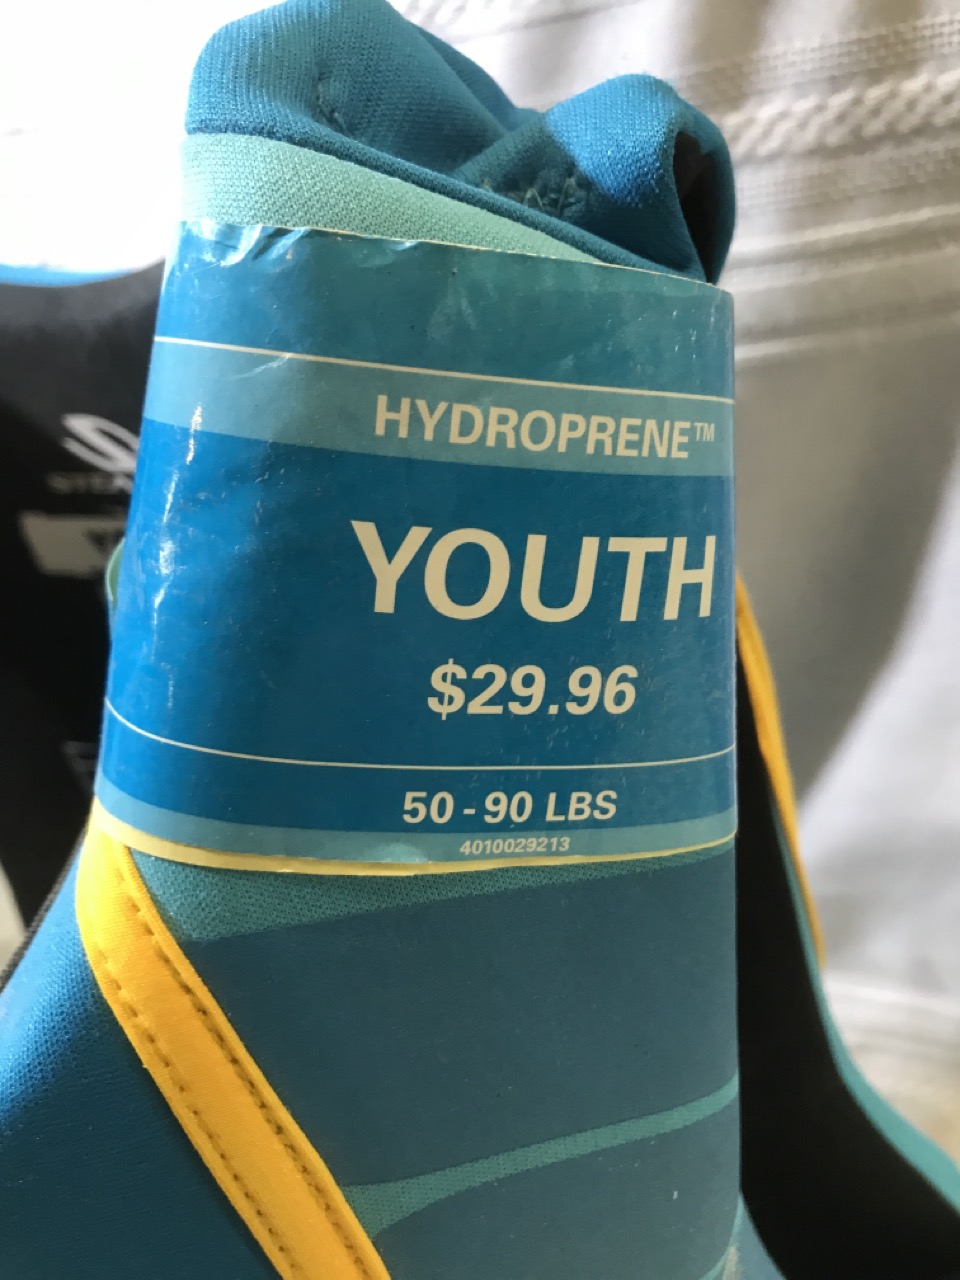 HYDROPRENE™
YOUTH
$29.96
50-90 LBS
4010029213